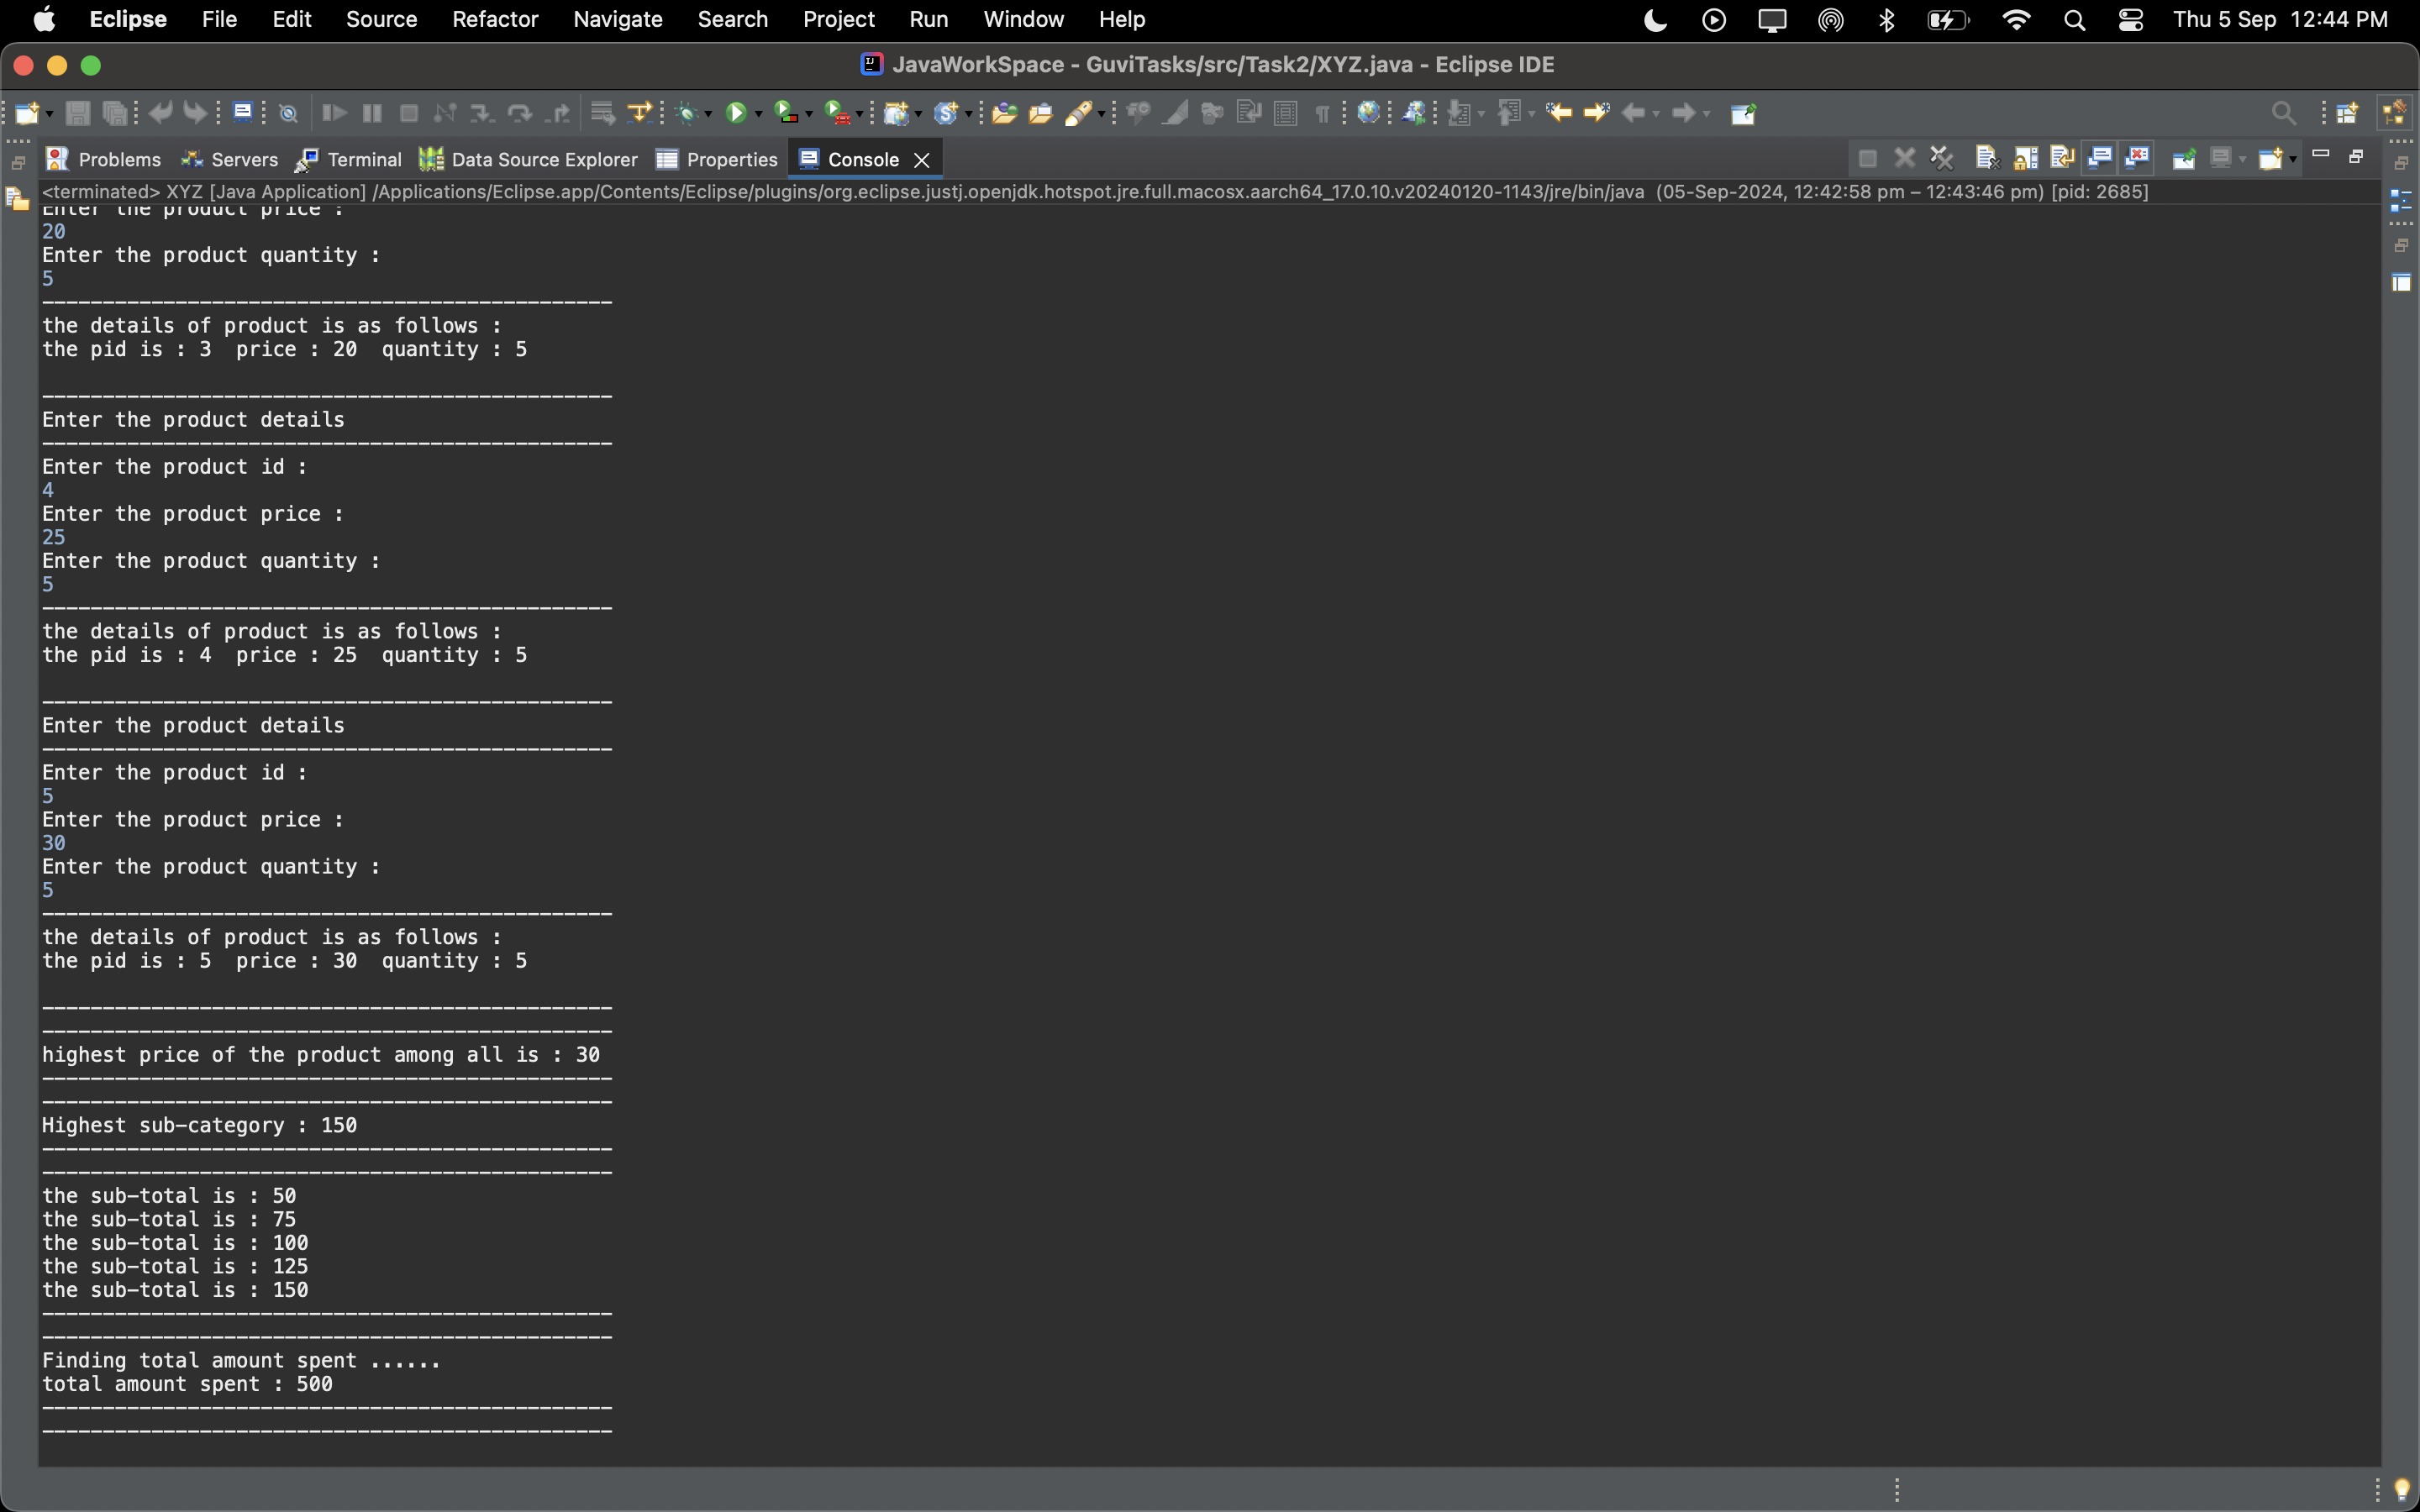 Eclipse File Edit Source Refactor Navigate Search Project Run Window Help Thu 5 Sep 12:44 PM
JavaWorkSpace - GuviTasks/src/Task2/XYZ.java - Eclipse IDE
Problems Servers Terminal Data Source Explorer Properties Console
<terminated> XYZ [Java Application] /Applications/Eclipse.app/Contents/Eclipse/plugins/org.eclipse.justj.openjdk.hotspot.jre.full.macosx.aarch64_17.0.10.v20240120-1143/jre/bin/java (05-Sep-2024, 12:42:58 pm – 12:43:46 pm) [pid: 2685]
Enter the product price :
20
Enter the product quantity :
5
-----------------------------------------------
the details of product is as follows :
the pid is : 3  price : 20  quantity : 5
-----------------------------------------------
Enter the product details
-----------------------------------------------
Enter the product id :
4
Enter the product price :
25
Enter the product quantity :
5
-----------------------------------------------
the details of product is as follows :
the pid is : 4  price : 25  quantity : 5
-----------------------------------------------
Enter the product details
-----------------------------------------------
Enter the product id :
5
Enter the product price :
30
Enter the product quantity :
5
-----------------------------------------------
the details of product is as follows :
the pid is : 5  price : 30  quantity : 5
-----------------------------------------------
-----------------------------------------------
highest price of the product among all is : 30
-----------------------------------------------
-----------------------------------------------
Highest sub-category : 150
-----------------------------------------------
-----------------------------------------------
the sub-total is : 50
the sub-total is : 75
the sub-total is : 100
the sub-total is : 125
the sub-total is : 150
-----------------------------------------------
-----------------------------------------------
Finding total amount spent ......
total amount spent : 500
-----------------------------------------------
-----------------------------------------------